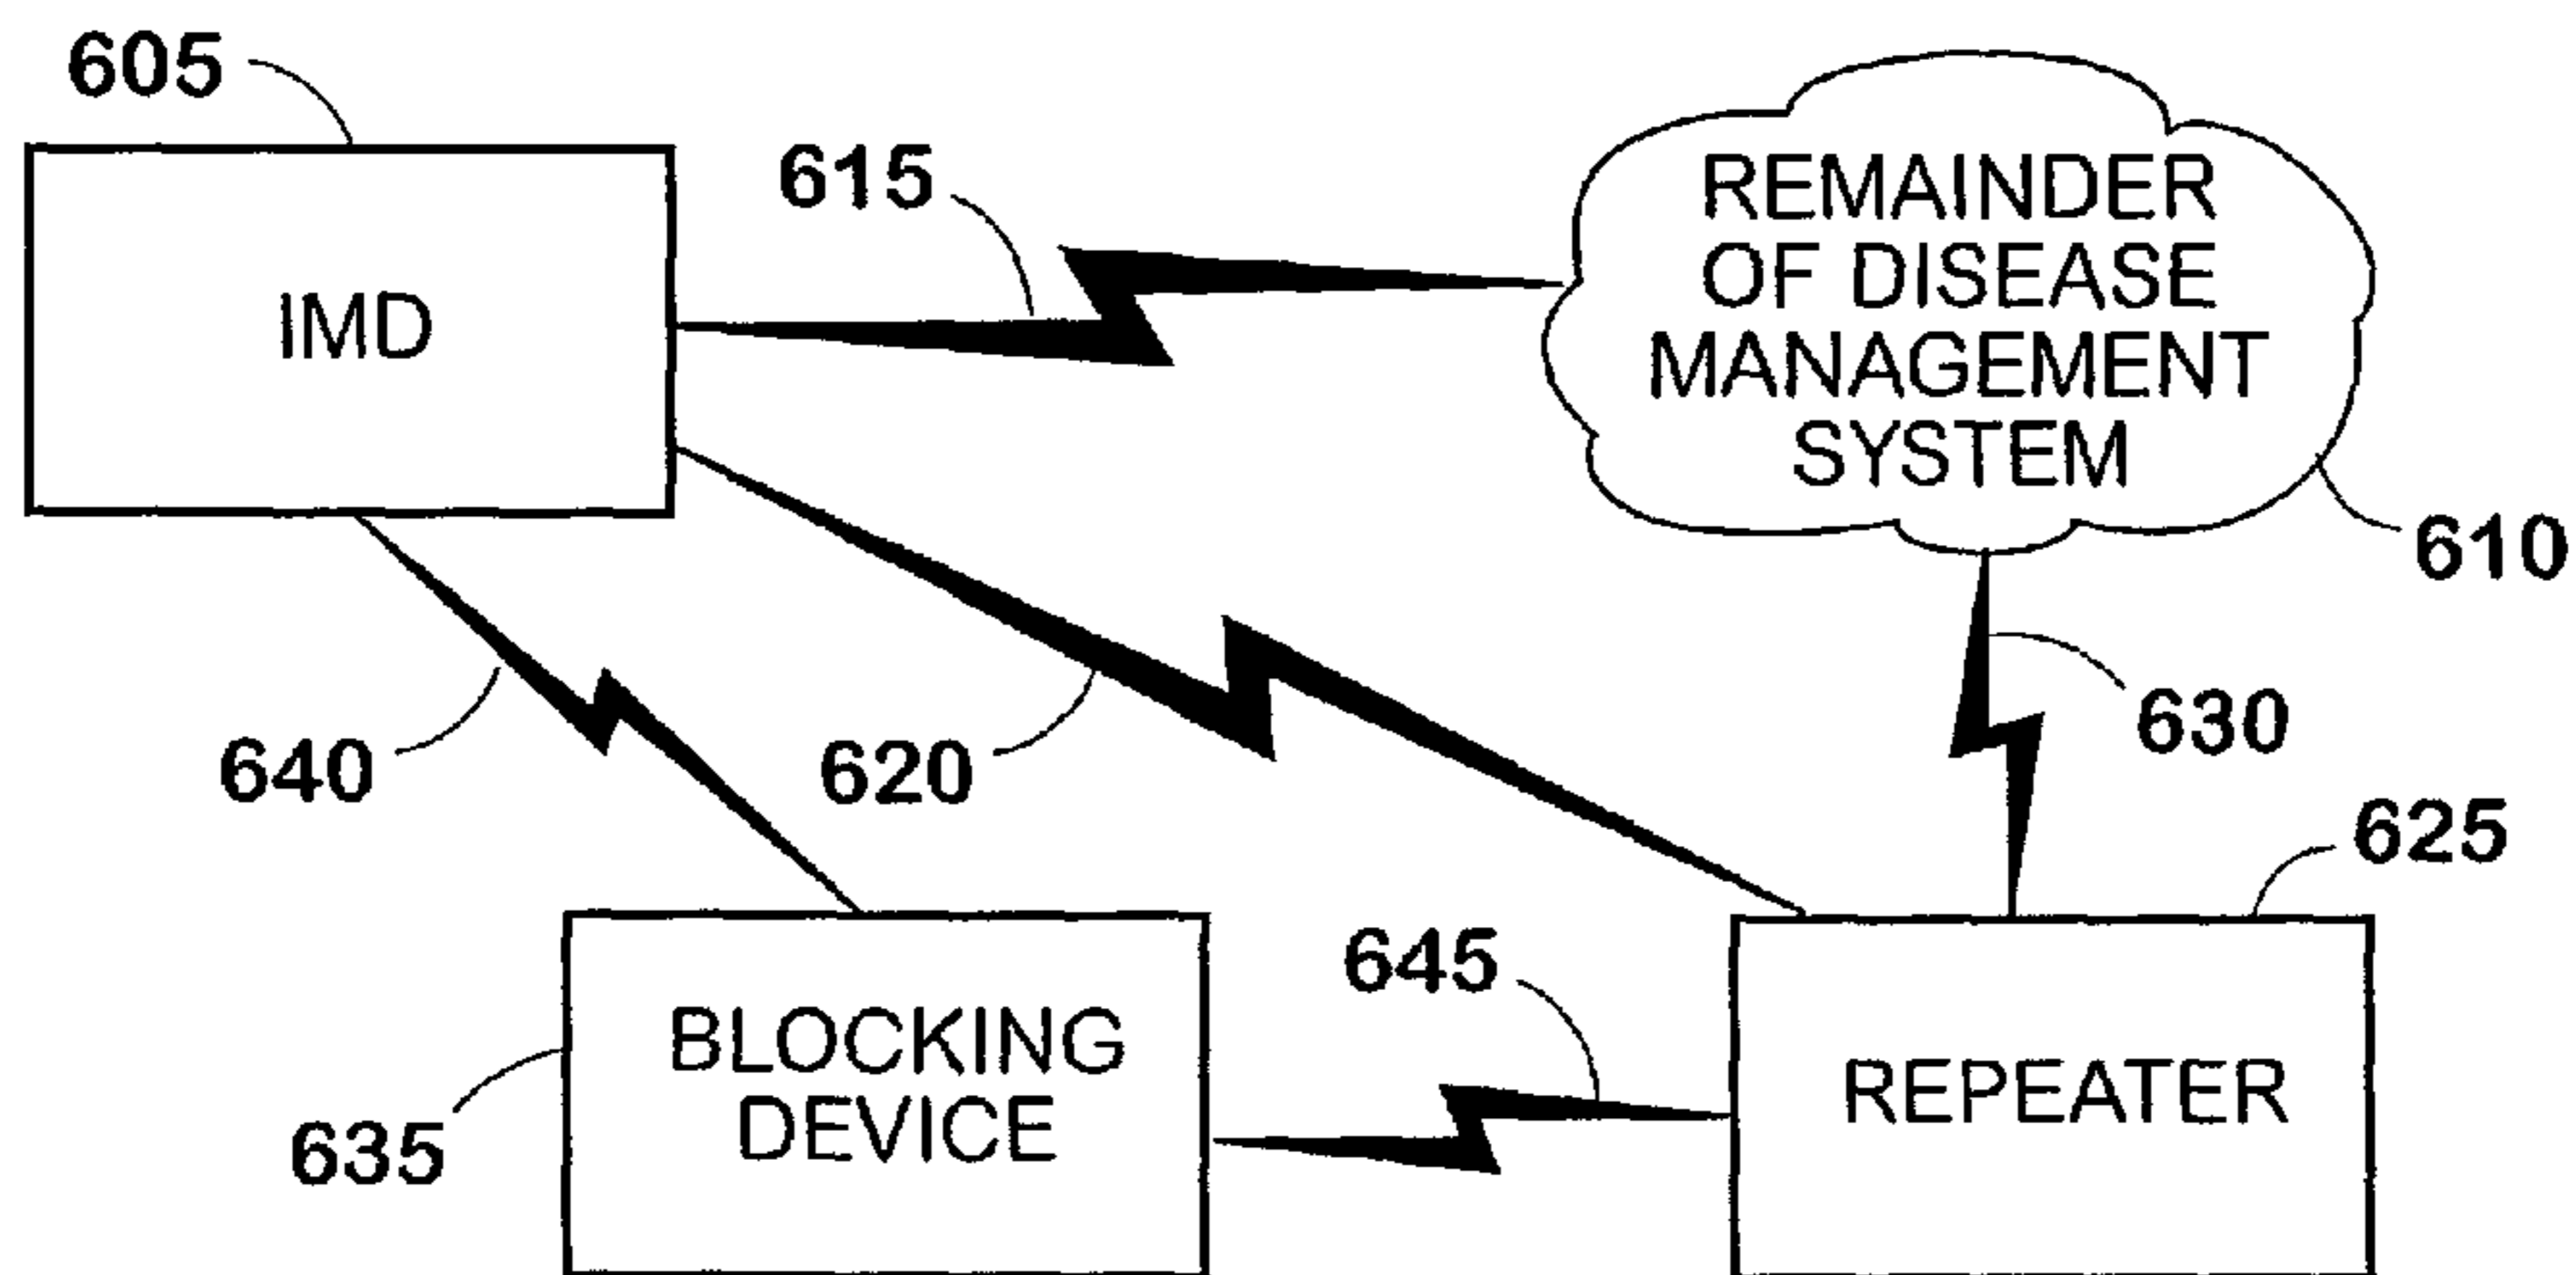 605
IMD
615
REMAINDER
OF DISEASE
MANAGEMENT
SYSTEM
610
640
620
630
625
BLOCKING
DEVICE
635
645
REPEATER